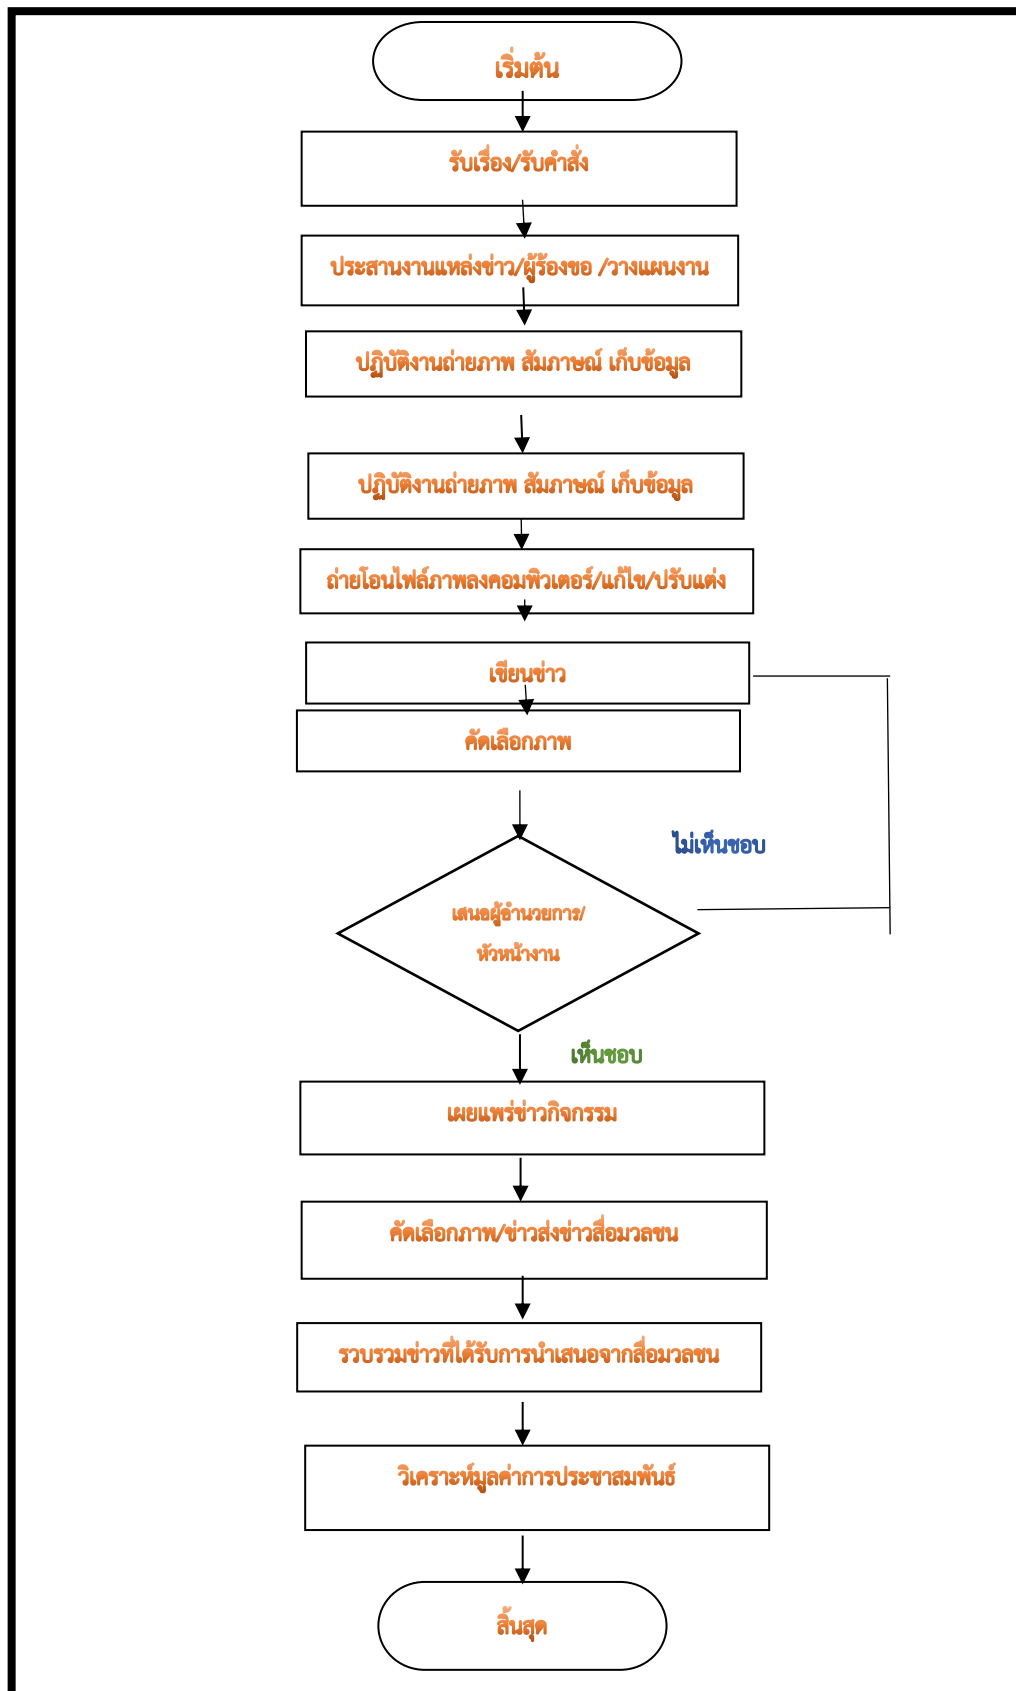 เริ่มต้น
รับเรื่อง/รับคำสั่ง
ประสานงานแหล่งข่าว/ผู้ร้องขอ /วางแผนงาน
ปฏิบัติงานถ่ายภาพ สัมภาษณ์ เก็บข้อมูล
ปฏิบัติงานถ่ายภาพ สัมภาษณ์ เก็บข้อมูล
ถ่ายโอนไฟล์ภาพลงคอมพิวเตอร์/แก้ไข/ปรับแต่ง
เขียนข่าว
คัดเลือกภาพ
ไม่เห็นชอบ
เสนอผู้อำนวยการ/
หัวหน้างาน
เห็นชอบ
เผยแพร่ข่าวกิจกรรม
คัดเลือกภาพ/ข่าวส่งข่าวสื่อมวลชน
รวบรวมข่าวที่ได้รับการนำเสนอจากสื่อมวลชน
วิเคราะห์มูลค่าการประชาสมพันธ์
สิ้นสุด